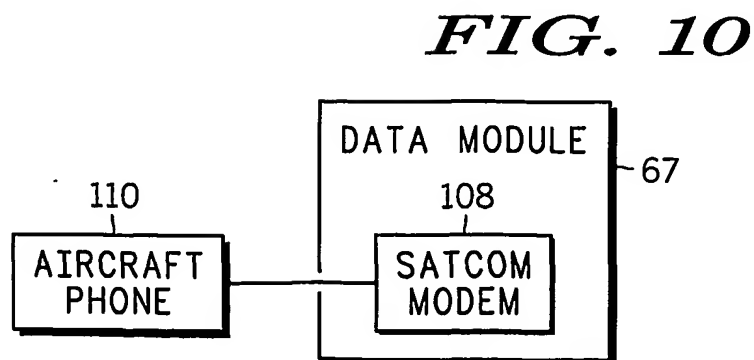 FIG. 10
DATA MODULE
67
110
108
AIRCRAFT
PHONE
SATCOM
MODEM